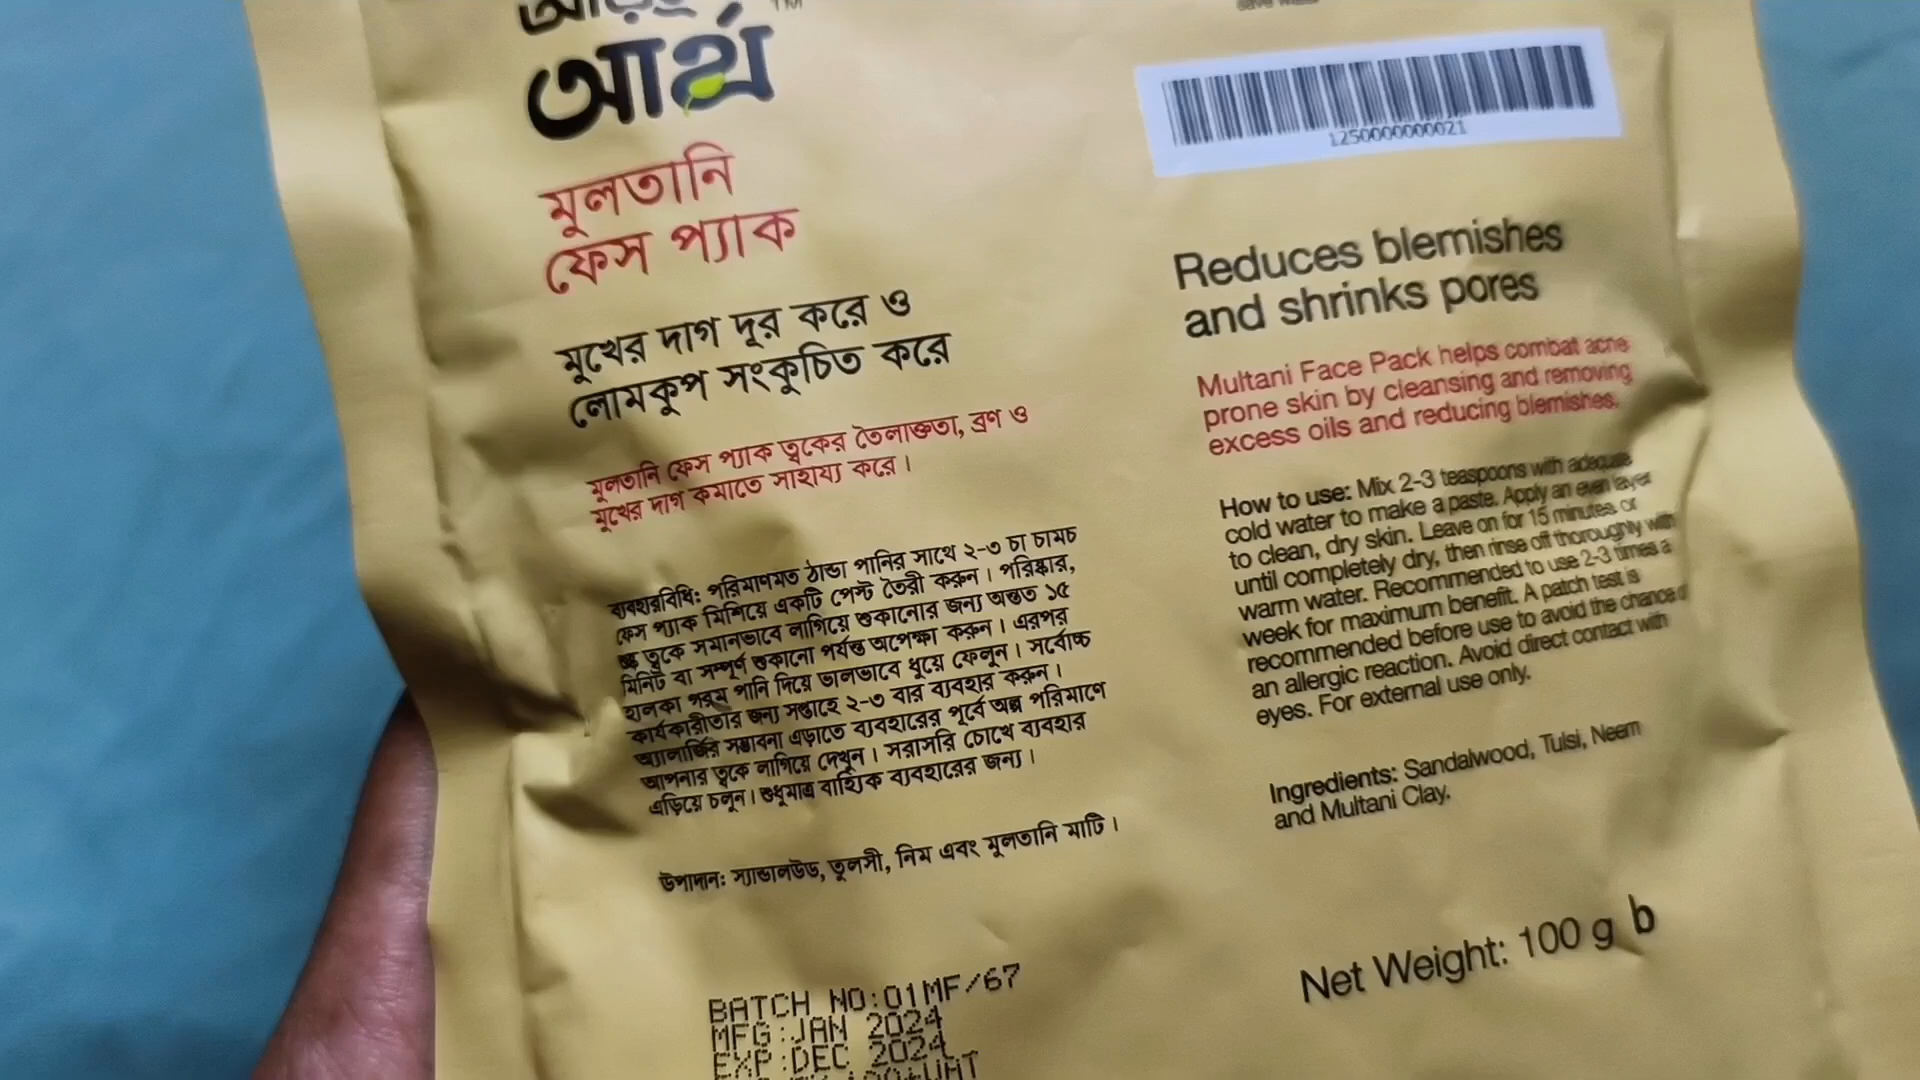 আর্থ
TM
মুলতানি
ফেস প্যাক
মুখের দাগ দূর করে ও
লোমকুপ সংকুচিত করে
মুলতানি ফেস প্যাক ত্বকের তৈলাক্ততা, ব্রণ ও
মুখের দাগ কমাতে সাহায্য করে।
ব্যবহারবিধি: পরিমাণমত ঠান্ডা পানির সাথে ২-৩ চা চামচ
ফেস প্যাক মিশিয়ে একটি পেস্ট তৈরী করুন। পরিষ্কার,
শুষ্ক ত্বকে সমানভাবে লাগিয়ে শুকানোর জন্য অন্তত ১৫
মিনিট বা সম্পূর্ণ শুকানো পর্যন্ত অপেক্ষা করুন। এরপর
হালকা গরম পানি দিয়ে ভালভাবে ধুয়ে ফেলুন। সর্বোচ্চ
কার্যকারীতার জন্য সপ্তাহে ২-৩ বার ব্যবহার করুন।
অ্যালার্জির সম্ভাবনা এড়াতে ব্যবহারের পূর্বে অল্প পরিমাণে
আপনার ত্বকে লাগিয়ে দেখুন। সরাসরি চোখে ব্যবহার
এড়িয়ে চলুন। শুধুমাত্র বাহ্যিক ব্যবহারের জন্য।
উপাদান: স্যান্ডালউড, তুলসী, নিম এবং মুলতানি মাটি।
BATCH NO:01MF/67
MFG:JAN 2024
EXP:DEC 2024
1250000000021
Reduces blemishes
and shrinks pores
Multani Face Pack helps combat acne
prone skin by cleansing and removing
excess oils and reducing blemishes.
How to use: Mix 2-3 teaspoons with adequate
cold water to make a paste. Apply an even layer
to clean, dry skin. Leave on for 15 minutes or
until completely dry, then rinse off thoroughly with
warm water. Recommended to use 2-3 times a
week for maximum benefit. A patch test is
recommended before use to avoid the chance of
an allergic reaction. Avoid direct contact with
eyes. For external use only.
Ingredients: Sandalwood, Tulsi, Neem
and Multani Clay.
Net Weight: 100 g b